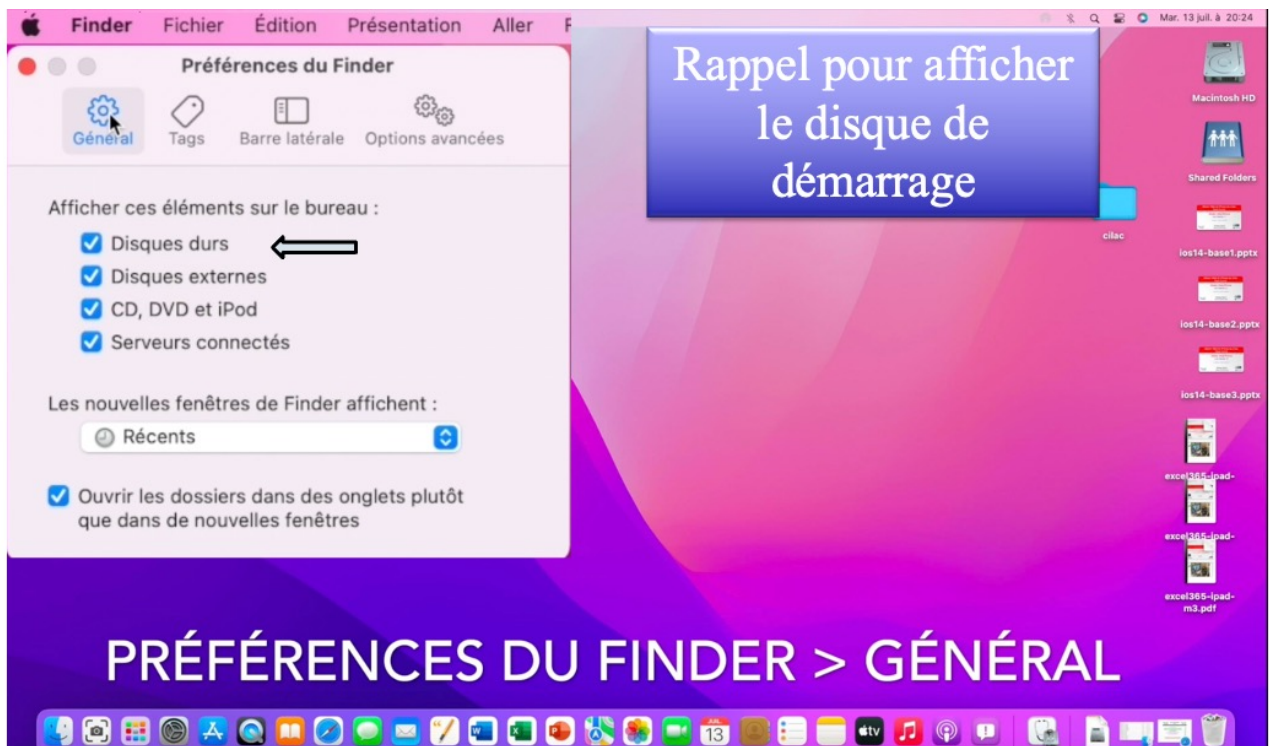 Finder Fichier Édition Présentation Aller
Mar. 13 juil. à 20:24
Préférences du Finder
Général Tags Barre latérale Options avancées
Afficher ces éléments sur le bureau :
Disques durs
Disques externes
CD, DVD et iPod
Serveurs connectés
Les nouvelles fenêtres de Finder affichent :
Récents
Ouvrir les dossiers dans des onglets plutôt
que dans de nouvelles fenêtres
Rappel pour afficher
le disque de
démarrage
Macintosh HD
Shared Folders
cilac
ios14-base1.pptx
ios14-base2.pptx
ios14-base3.pptx
excel365-ipad-
excel365-ipad-
excel365-ipad-
m3.pdf
PRÉFÉRENCES DU FINDER > GÉNÉRAL
13
tv